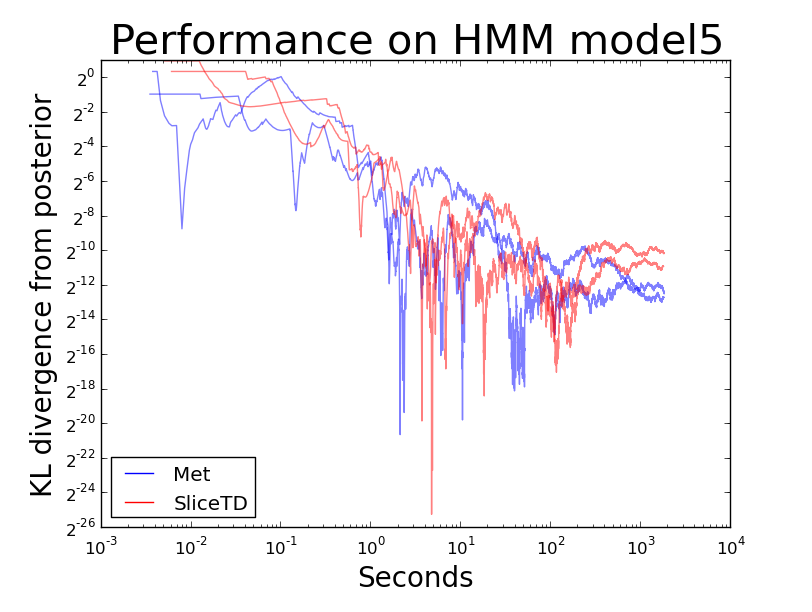 Performance on HMM model5
KL divergence from posterior
2^0
2^-2
2^-4
2^-6
2^-8
2^-10
2^-12
2^-14
2^-16
2^-18
2^-20
2^-22
2^-24
2^-26
Met
SliceTD
10^-3 10^-2 10^-1 10^0 10^1 10^2 10^3 10^4
Seconds